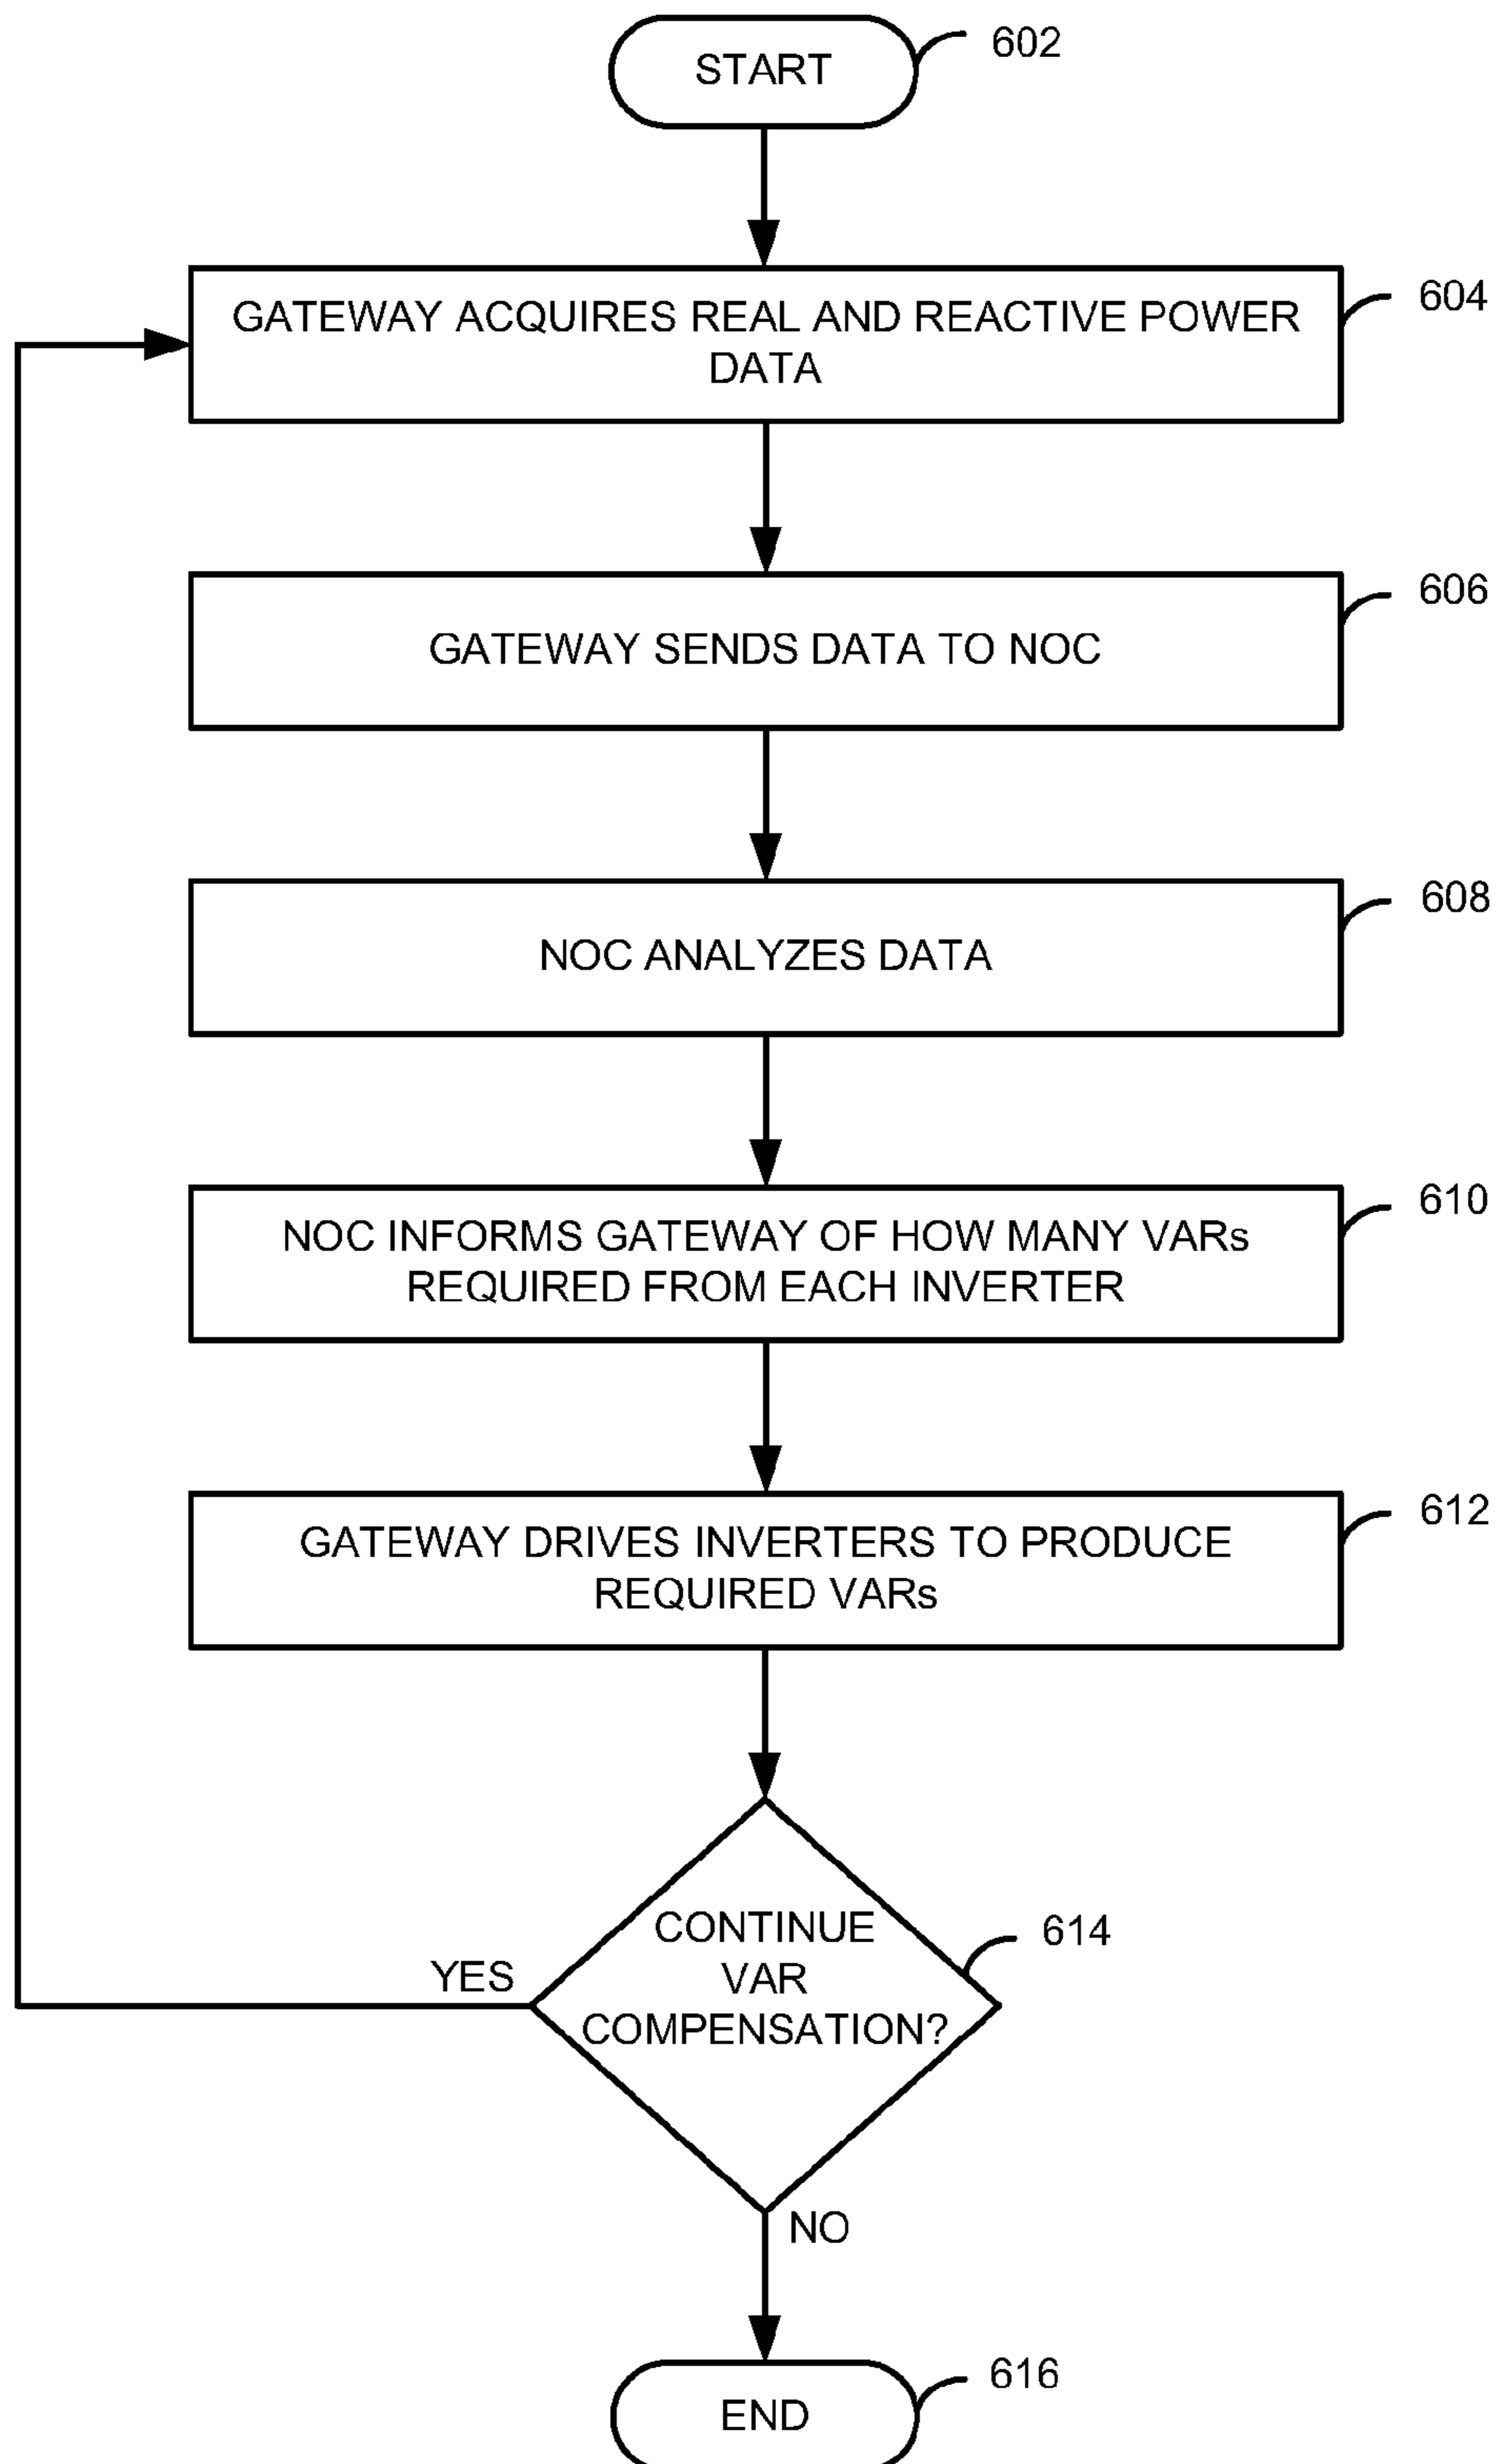 START
602
GATEWAY ACQUIRES REAL AND REACTIVE POWER
DATA
604
GATEWAY SENDS DATA TO NOC
606
NOC ANALYZES DATA
608
NOC INFORMS GATEWAY OF HOW MANY VARs
REQUIRED FROM EACH INVERTER
610
GATEWAY DRIVES INVERTERS TO PRODUCE
REQUIRED VARs
612
CONTINUE
VAR
COMPENSATION?
614
YES
NO
END
616